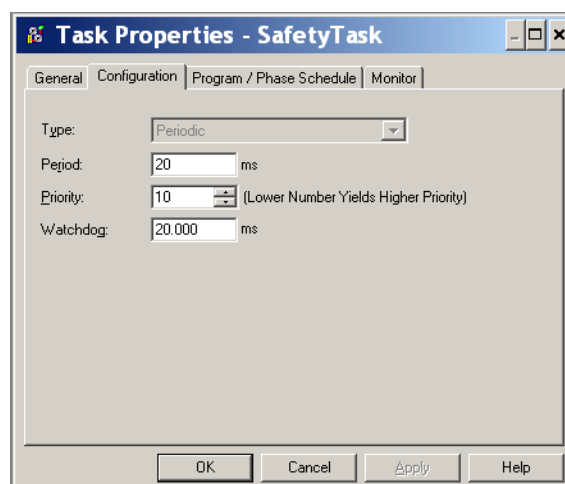 Task Properties - SafetyTask
General Configuration Program / Phase Schedule Monitor
Type: Periodic
Period: 20 ms
Priority: 10 (Lower Number Yields Higher Priority)
Watchdog: 20.000 ms
OK Cancel Apply Help